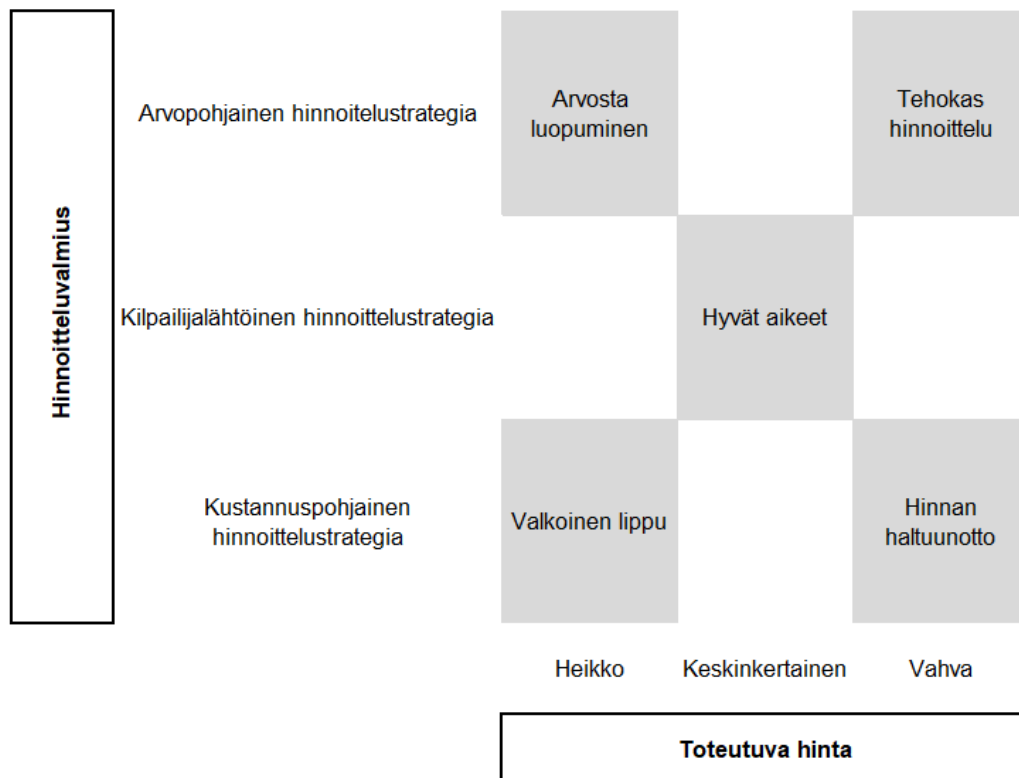 Hinnoitteluvalmius
Arvopohjainen hinnoitelustrategia
Arvosta
luopuminen
Tehokas
hinnoittelu
Kilpailijalähtöinen hinnoittelustrategia
Hyvät aikeet
Kustannuspohjainen
hinnoittelustrategia
Valkoinen lippu
Hinnan
haltuunotto
Heikko
Keskinkertainen
Vahva
Toteutuva hinta